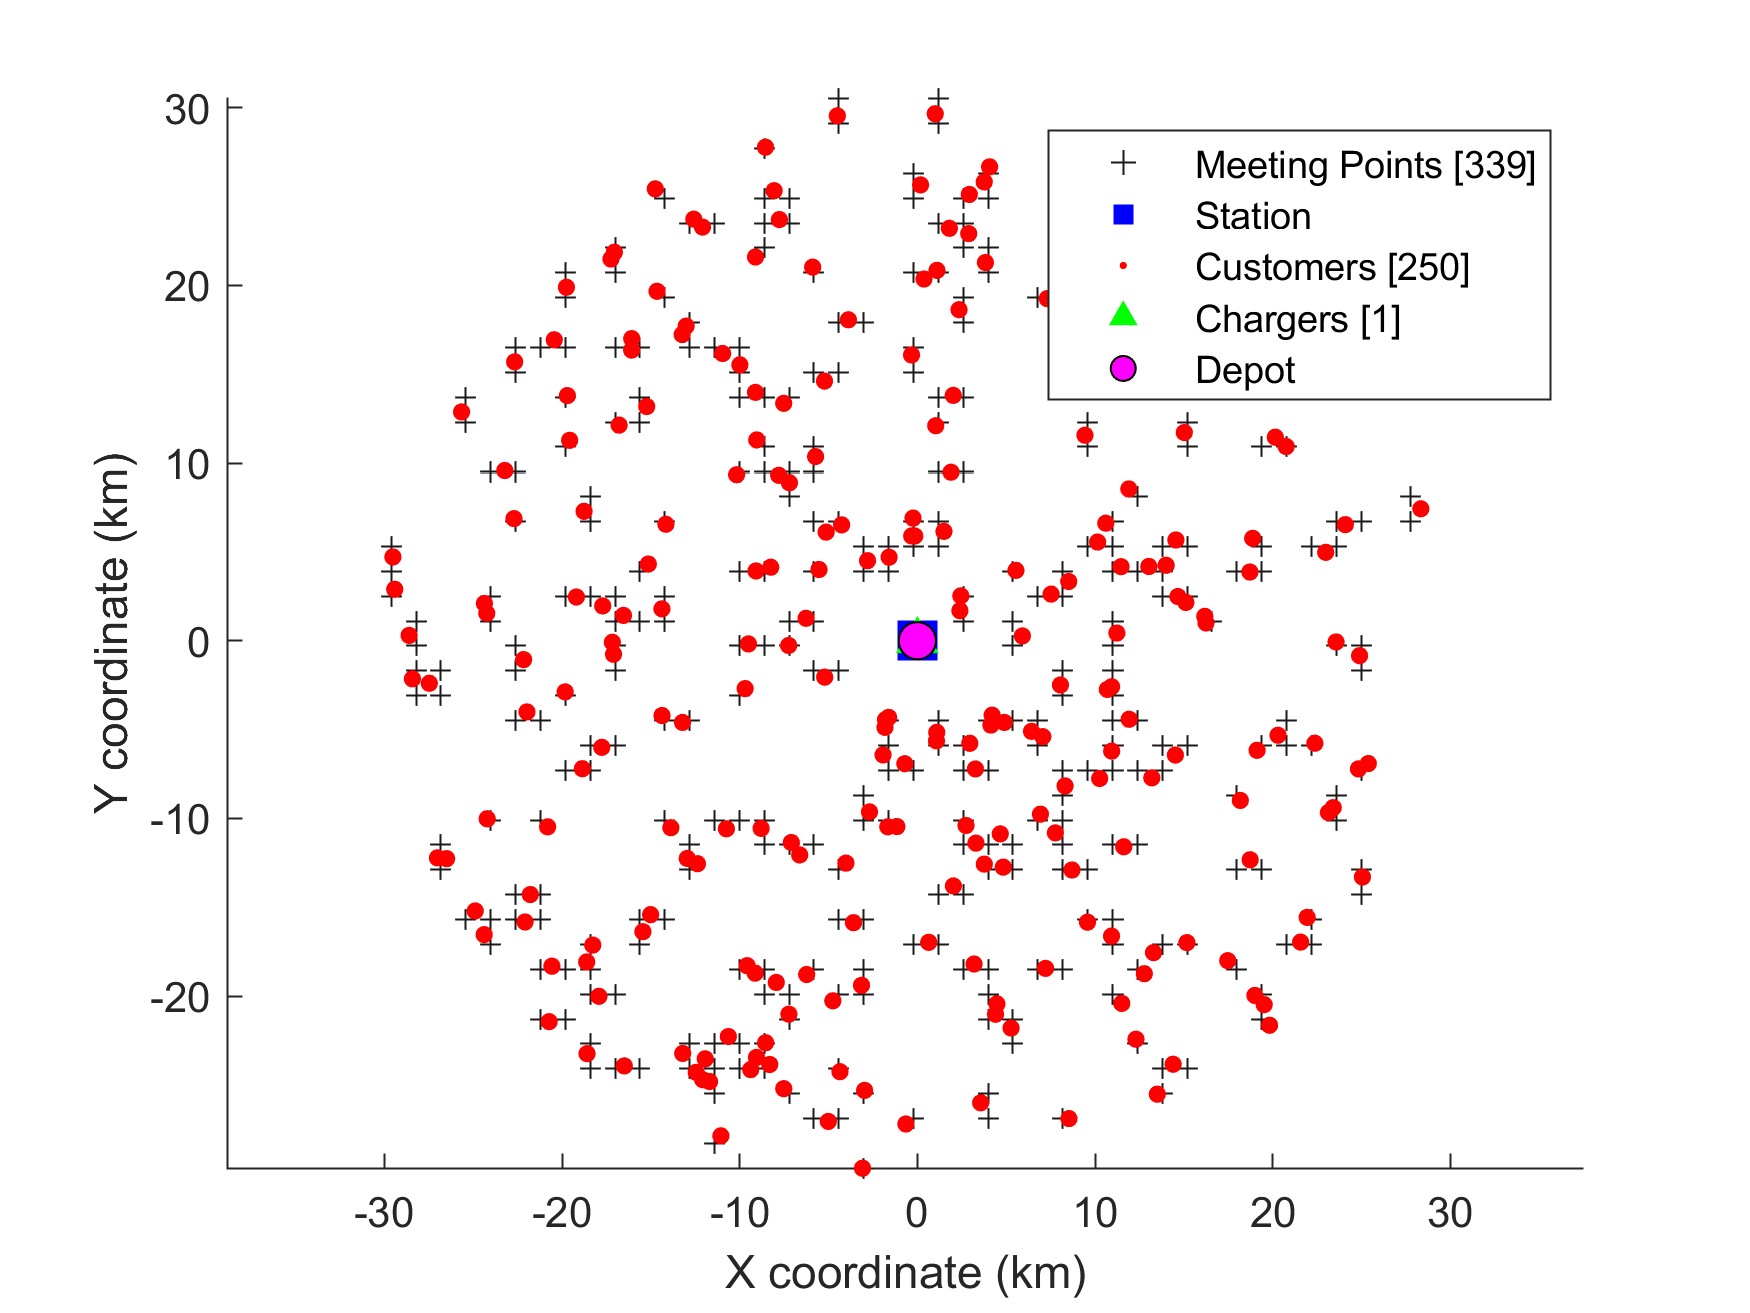 30
20
10
0
-10
-20
Y coordinate (km)
Meeting Points [339]
Station
Customers [250]
Chargers [1]
Depot
-30 -20 -10 0 10 20 30
X coordinate (km)